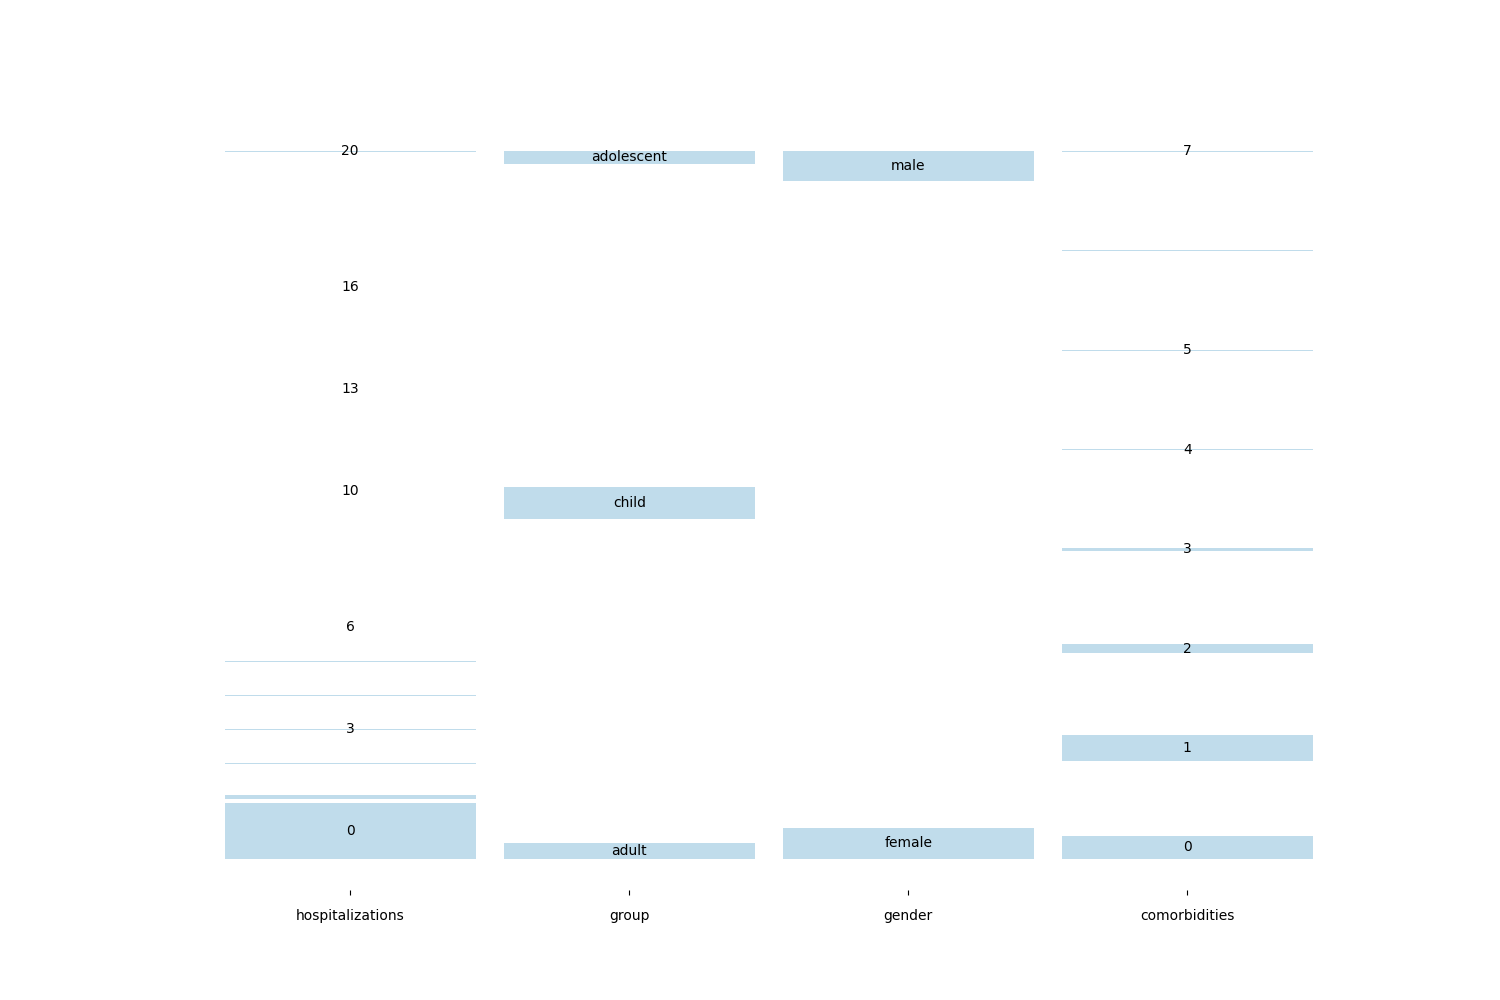 20
adolescent
male
7
16
5
13
4
10
child
3
6
2
3
1
0
adult
female
0
hospitalizations
group
gender
comorbidities